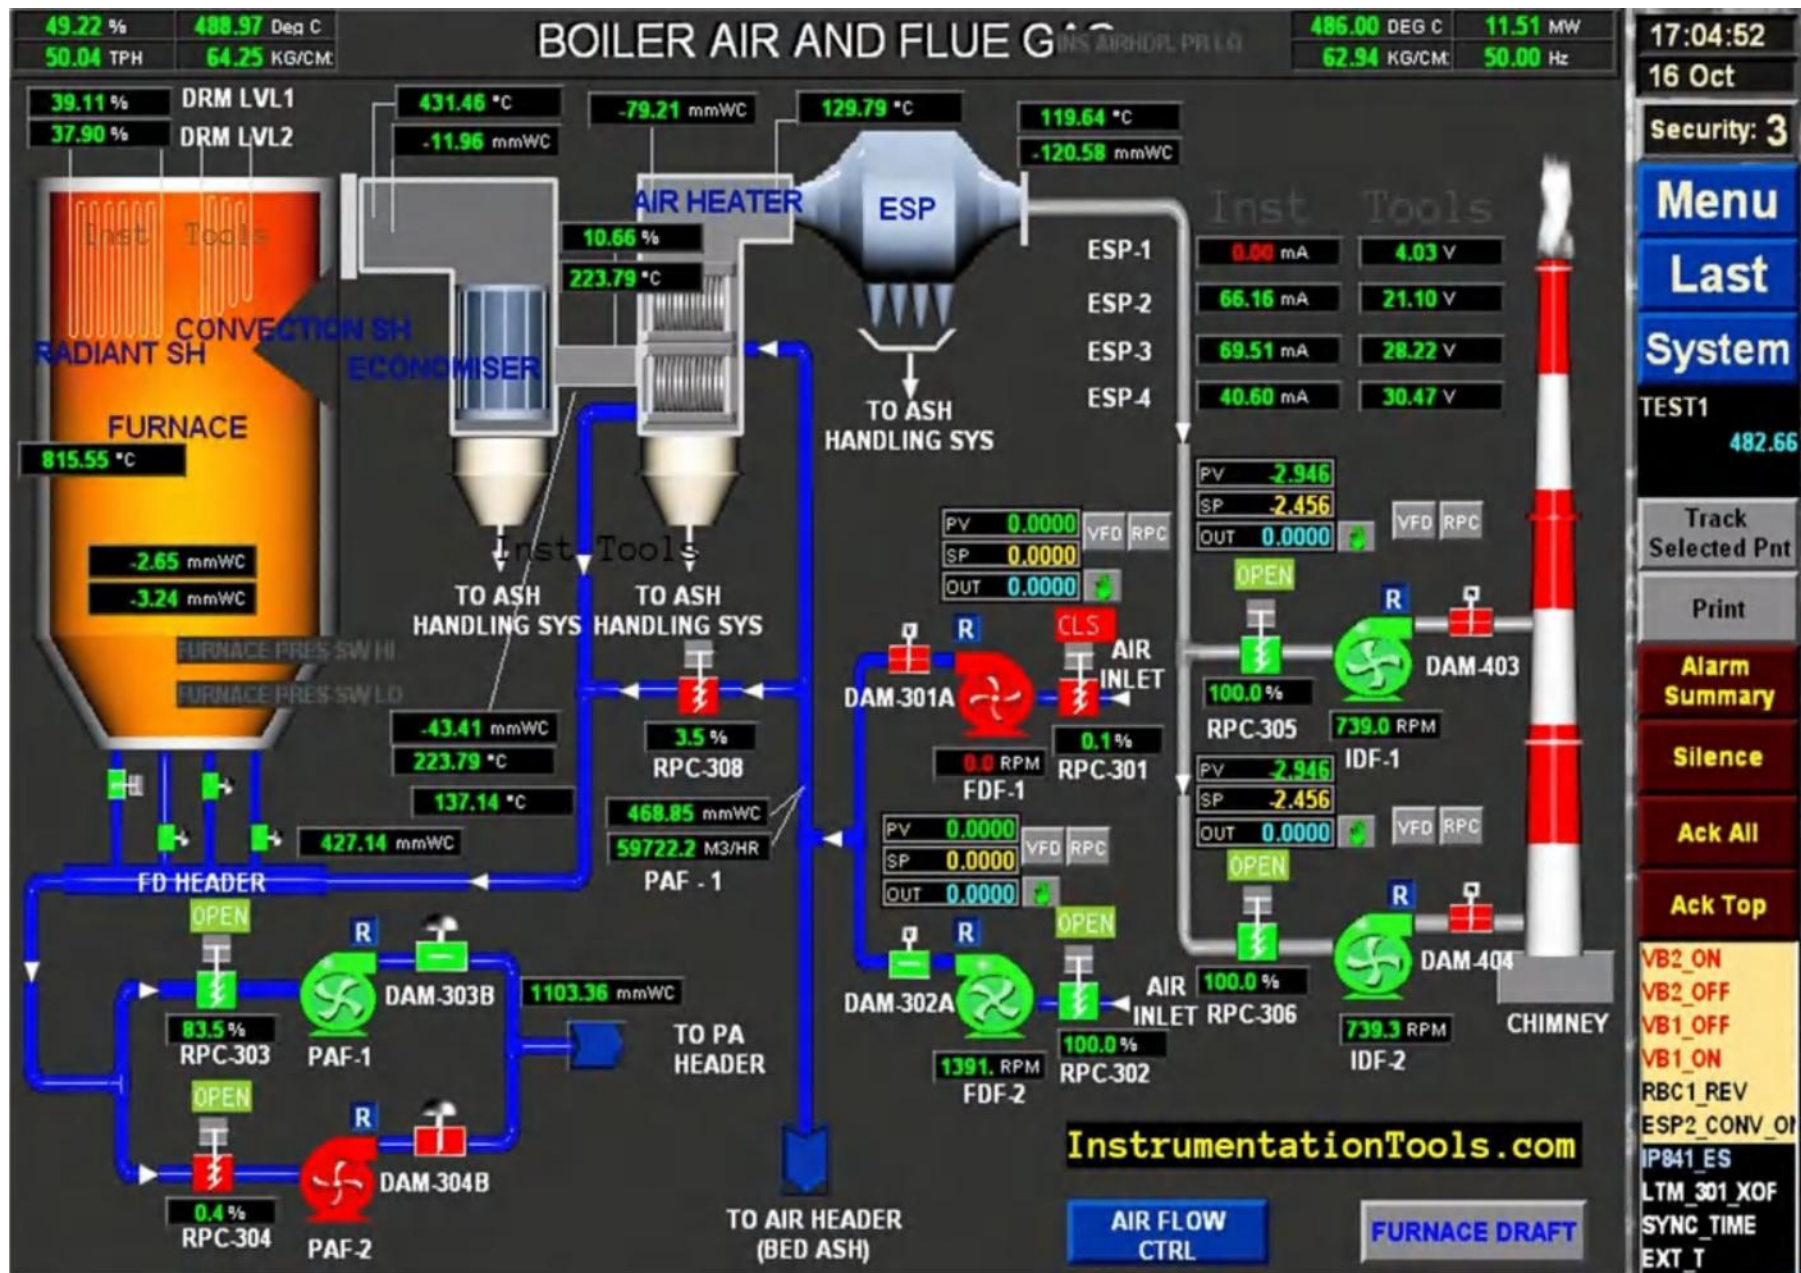 49.22 %
488.97 Deg C
50.04 TPH
64.25 KG/CM:
BOILER AIR AND FLUE
486.00 DEG C
11.51 MW
62.94 KG/CM:
50.00 Hz
17:04:52
16 Oct
Security: 3
Menu
Last
System
TEST1
482.66
Track
Selected Pnt
Print
Alarm
Summary
Silence
Ack All
Ack Top
VB2_ON
VB2_OFF
VB1_OFF
VB1_ON
RBC1_REV
ESP2_CONV_
IP841_ES
LTM_301_XOF
SYNC_TIME
EXT_T
39.11 %
DRM LVL1
37.90 %
DRM LVL2
431.46 °C
-11.96 mmWC
-79.21 mmWC
129.79 °C
119.64 °C
-120.58 mmWC
Inst Tools
RADIANT SH
CONVECTION SH
FURNACE
815.55 °C
-2.65 mmWC
-3.24 mmWC
FURNACE PRES SW HI
FURNACE PRES SW LO
ECONOMISER
AIR HEATER
10.66 %
223.79 °C
ESP
TO ASH
HANDLING SYS
Inst Tools
ESP-1
0.00 mA
4.03 V
ESP-2
66.16 mA
21.10 V
ESP-3
69.51 mA
28.22 V
ESP-4
40.60 mA
30.47 V
Inst Tools
TO ASH
HANDLING SYS
TO ASH
HANDLING SYS
-43.41 mmWC
223.79 °C
137.14 °C
3.5 %
RPC-308
468.85 mmWC
59722.2 M3/HR
PAF - 1
427.14 mmWC
FD HEADER
PV 0.0000
SP 0.0000
OUT 0.0000
VFD RPC
R
CLS
AIR
INLET
DAM-301A
0.0 RPM
FDF-1
0.1 %
RPC-301
PV 0.0000
SP 0.0000
OUT 0.0000
VFD RPC
R
OPEN
AIR
INLET
DAM-302A
1391. RPM
FDF-2
100.0 %
RPC-302
PV -2.946
SP -2.456
OUT 0.0000
VFD RPC
OPEN
R
DAM-403
100.0 %
RPC-305
739.0 RPM
IDF-1
PV -2.946
SP -2.456
OUT 0.0000
VFD RPC
OPEN
R
DAM-404
100.0 %
RPC-306
739.3 RPM
IDF-2
CHIMNEY
OPEN
R
DAM-303B
83.5 %
RPC-303
PAF-1
1103.36 mmWC
TO PA
HEADER
OPEN
R
DAM-304B
0.4 %
RPC-304
PAF-2
TO AIR HEADER
(BED ASH)
InstrumentationTools.com
AIR FLOW
CTRL
FURNACE DRAFT